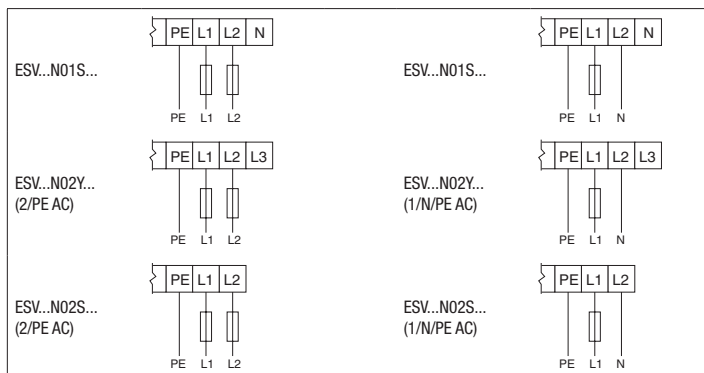 PE L1 L2 N
ESV...N01S...
PE L1 L2
PE L1 L2 N
ESV...N01S...
PE L1 N
PE L1 L2 L3
ESV...N02Y...
(2/PE AC)
PE L1 L2
PE L1 L2 L3
ESV...N02Y...
(1/N/PE AC)
PE L1 N
PE L1 L2
ESV...N02S...
(2/PE AC)
PE L1 L2
PE L1 L2
ESV...N02S...
(1/N/PE AC)
PE L1 N